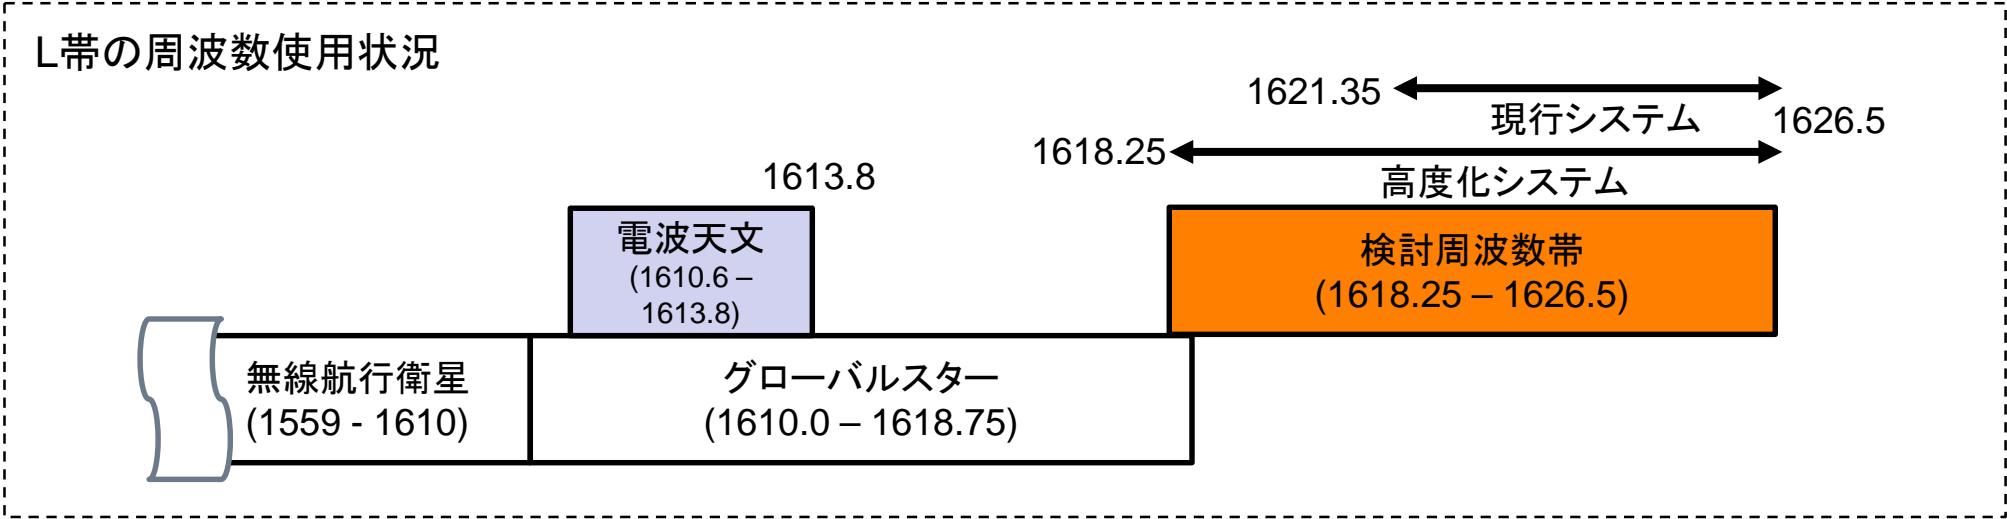 L帯の周波数使用状況
1621.35
現行システム
1626.5
1618.25
高度化システム
1613.8
電波天文
(1610.6 –
1613.8)
検討周波数帯
(1618.25 – 1626.5)
無線航行衛星
(1559 - 1610)
グローバルスター
(1610.0 – 1618.75)